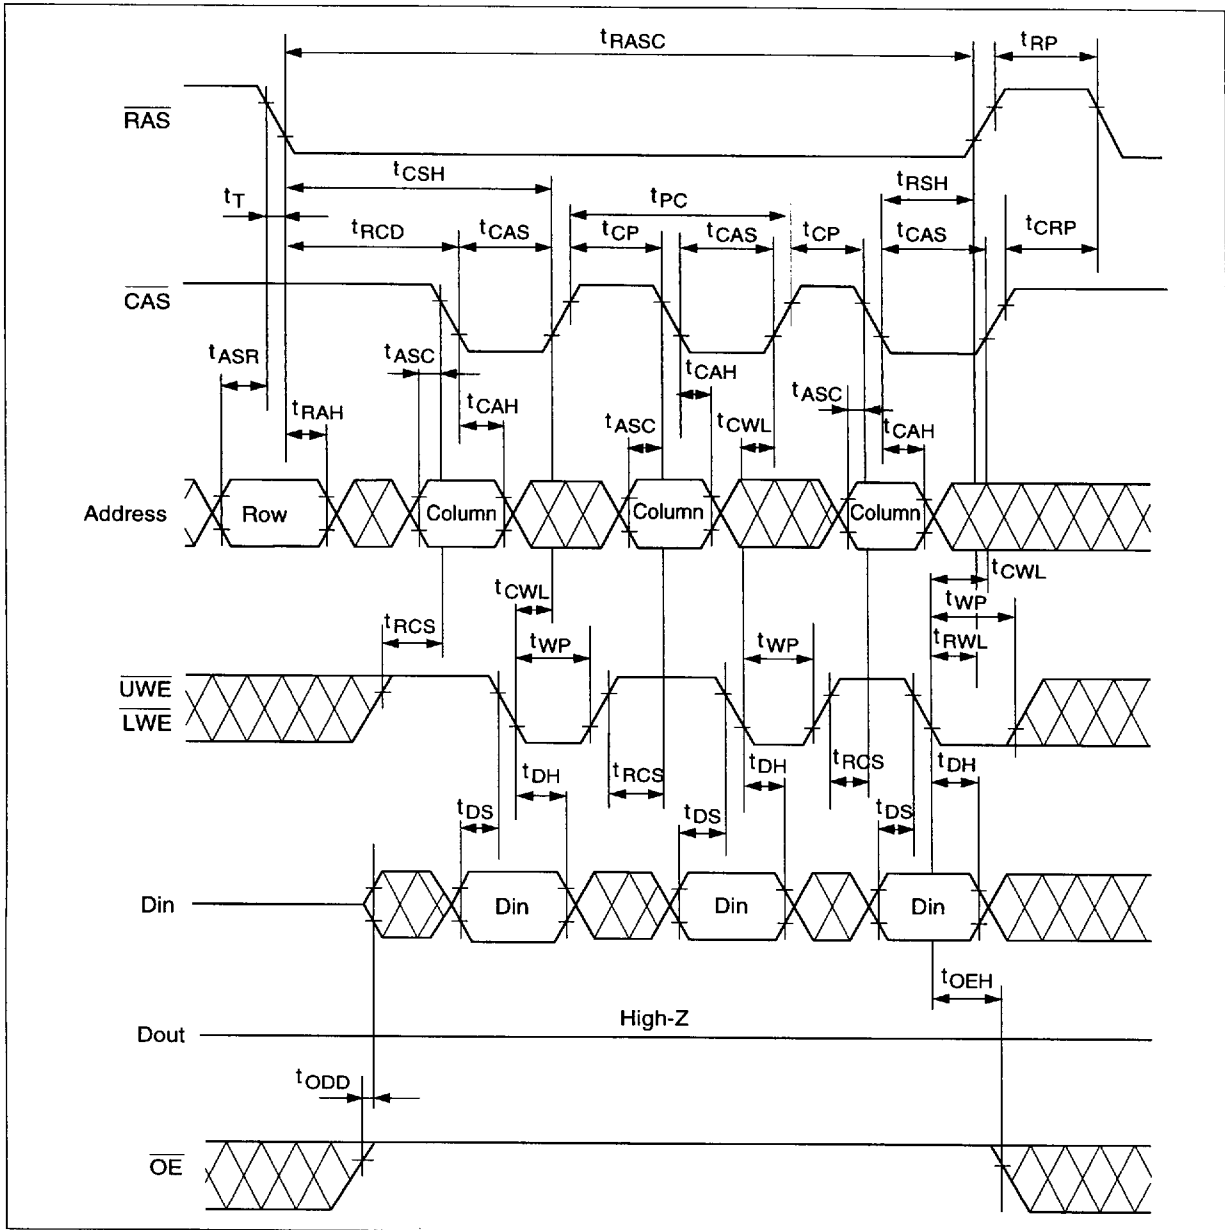 tRASC
tRP
RAS
tCSH
tRSH
tT
tPC
tRCD
tCAS
tCP
tCAS
tCP
tCAS
tCRP
CAS
tASR
tASC
tCAH
tASC
tRAH
tCAH
tASC
tCWL
tCAH
Address
Row
Column
Column
Column
tCWL
tCWL
tWP
tRCS
tWP
tWP
tRWL
UWE
LWE
tDH
tRCS
tDH
tRCS
tDH
tDS
tDS
tDS
Din
Din
Din
Din
tOEH
High-Z
Dout
tODD
OE